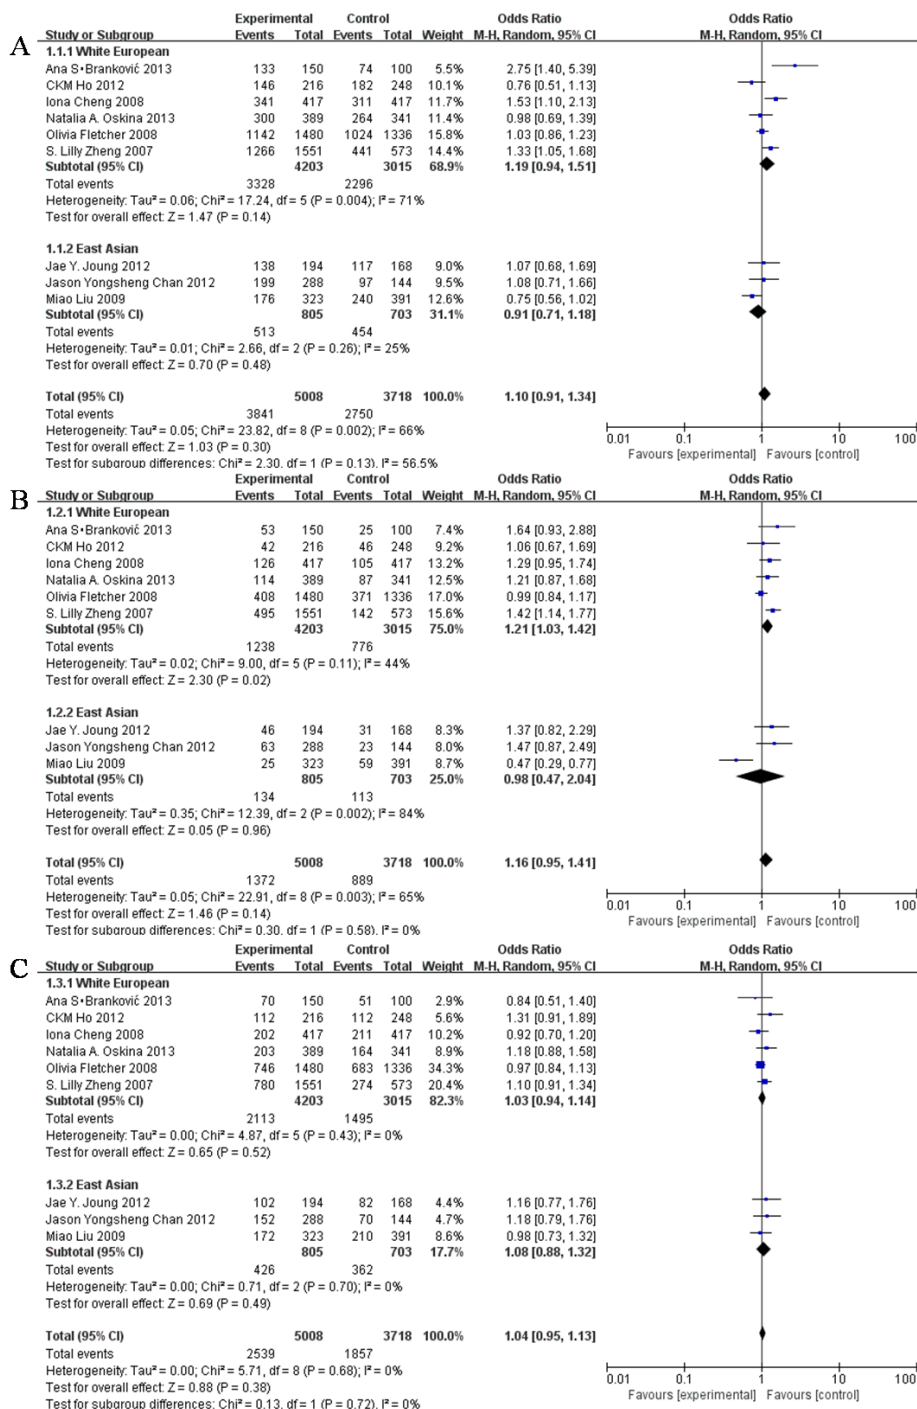 A
Experimental Control Odds Ratio Odds Ratio
Study or Subgroup Events Total Events Total Weight M-H, Random, 95% CI M-H, Random, 95% CI
1.1.1 White European
Ana S•Branković 2013 133 150 74 100 5.5% 2.75 [1.40, 5.39]
CKM Ho 2012 146 216 182 248 10.1% 0.76 [0.51, 1.13]
Iona Cheng 2008 341 417 311 417 11.7% 1.53 [1.10, 2.13]
Natalia A. Oskina 2013 300 389 264 341 11.4% 0.98 [0.69, 1.39]
Olivia Fletcher 2008 1142 1480 1024 1336 15.8% 1.03 [0.86, 1.23]
S. Lilly Zheng 2007 1266 1551 441 573 14.4% 1.33 [1.05, 1.68]
Subtotal (95% CI) 4203 3015 68.9% 1.19 [0.94, 1.51]
Total events 3328 2296
Heterogeneity: Tau² = 0.06; Chi² = 17.24, df = 5 (P = 0.004); I² = 71%
Test for overall effect: Z = 1.47 (P = 0.14)
1.1.2 East Asian
Jae Y. Joung 2012 138 194 117 168 9.0% 1.07 [0.68, 1.69]
Jason Yongsheng Chan 2012 199 288 97 144 9.5% 1.08 [0.71, 1.66]
Miao Liu 2009 176 323 240 391 12.6% 0.75 [0.56, 1.02]
Subtotal (95% CI) 805 703 31.1% 0.91 [0.71, 1.18]
Total events 513 454
Heterogeneity: Tau² = 0.01; Chi² = 2.66, df = 2 (P = 0.26); I² = 25%
Test for overall effect: Z = 0.70 (P = 0.48)
Total (95% CI) 5008 3718 100.0% 1.10 [0.91, 1.34]
Total events 3841 2750
Heterogeneity: Tau² = 0.05; Chi² = 23.82, df = 8 (P = 0.002); I² = 66%
Test for overall effect: Z = 1.03 (P = 0.30)
Test for subgroup differences: Chi² = 2.30, df = 1 (P = 0.13), I² = 56.5%
0.01 0.1 1 10 100
Favours [experimental] Favours [control]
B
Experimental Control Odds Ratio Odds Ratio
Study or Subgroup Events Total Events Total Weight M-H, Random, 95% CI M-H, Random, 95% CI
1.2.1 White European
Ana S•Branković 2013 53 150 25 100 7.4% 1.64 [0.93, 2.88]
CKM Ho 2012 42 216 46 248 9.2% 1.06 [0.67, 1.69]
Iona Cheng 2008 126 417 105 417 13.2% 1.29 [0.95, 1.74]
Natalia A. Oskina 2013 114 389 87 341 12.5% 1.21 [0.87, 1.68]
Olivia Fletcher 2008 408 1480 371 1336 17.0% 0.99 [0.84, 1.17]
S. Lilly Zheng 2007 495 1551 142 573 15.6% 1.42 [1.14, 1.77]
Subtotal (95% CI) 4203 3015 75.0% 1.21 [1.03, 1.42]
Total events 1238 776
Heterogeneity: Tau² = 0.02; Chi² = 9.00, df = 5 (P = 0.11); I² = 44%
Test for overall effect: Z = 2.30 (P = 0.02)
1.2.2 East Asian
Jae Y. Joung 2012 46 194 31 168 8.3% 1.37 [0.82, 2.29]
Jason Yongsheng Chan 2012 63 288 23 144 8.0% 1.47 [0.87, 2.49]
Miao Liu 2009 25 323 59 391 8.7% 0.47 [0.29, 0.77]
Subtotal (95% CI) 805 703 25.0% 0.98 [0.47, 2.04]
Total events 134 113
Heterogeneity: Tau² = 0.35; Chi² = 12.39, df = 2 (P = 0.002); I² = 84%
Test for overall effect: Z = 0.05 (P = 0.96)
Total (95% CI) 5008 3718 100.0% 1.16 [0.95, 1.41]
Total events 1372 889
Heterogeneity: Tau² = 0.05; Chi² = 22.91, df = 8 (P = 0.003); I² = 65%
Test for overall effect: Z = 1.46 (P = 0.14)
Test for subgroup differences: Chi² = 0.30, df = 1 (P = 0.58), I² = 0%
0.01 0.1 1 10 100
Favours [experimental] Favours [control]
C
Experimental Control Odds Ratio Odds Ratio
Study or Subgroup Events Total Events Total Weight M-H, Random, 95% CI M-H, Random, 95% CI
1.3.1 White European
Ana S•Branković 2013 70 150 51 100 2.9% 0.84 [0.51, 1.40]
CKM Ho 2012 112 216 112 248 5.6% 1.31 [0.91, 1.89]
Iona Cheng 2008 202 417 211 417 10.2% 0.92 [0.70, 1.20]
Natalia A. Oskina 2013 203 389 164 341 8.9% 1.18 [0.88, 1.58]
Olivia Fletcher 2008 746 1480 683 1336 34.3% 0.97 [0.84, 1.13]
S. Lilly Zheng 2007 780 1551 274 573 20.4% 1.10 [0.91, 1.34]
Subtotal (95% CI) 4203 3015 82.3% 1.03 [0.94, 1.14]
Total events 2113 1495
Heterogeneity: Tau² = 0.00; Chi² = 4.87, df = 5 (P = 0.43); I² = 0%
Test for overall effect: Z = 0.65 (P = 0.52)
1.3.2 East Asian
Jae Y. Joung 2012 102 194 82 168 4.4% 1.16 [0.77, 1.76]
Jason Yongsheng Chan 2012 152 288 70 144 4.7% 1.18 [0.79, 1.76]
Miao Liu 2009 172 323 210 391 8.6% 0.98 [0.73, 1.32]
Subtotal (95% CI) 805 703 17.7% 1.08 [0.88, 1.32]
Total events 426 362
Heterogeneity: Tau² = 0.00; Chi² = 0.71, df = 2 (P = 0.70); I² = 0%
Test for overall effect: Z = 0.69 (P = 0.49)
Total (95% CI) 5008 3718 100.0% 1.04 [0.95, 1.13]
Total events 2539 1857
Heterogeneity: Tau² = 0.00; Chi² = 5.71, df = 8 (P = 0.68); I² = 0%
Test for overall effect: Z = 0.88 (P = 0.38)
Test for subgroup differences: Chi² = 0.13, df = 1 (P = 0.72), I² = 0%
0.01 0.1 1 10 100
Favours [experimental] Favours [control]